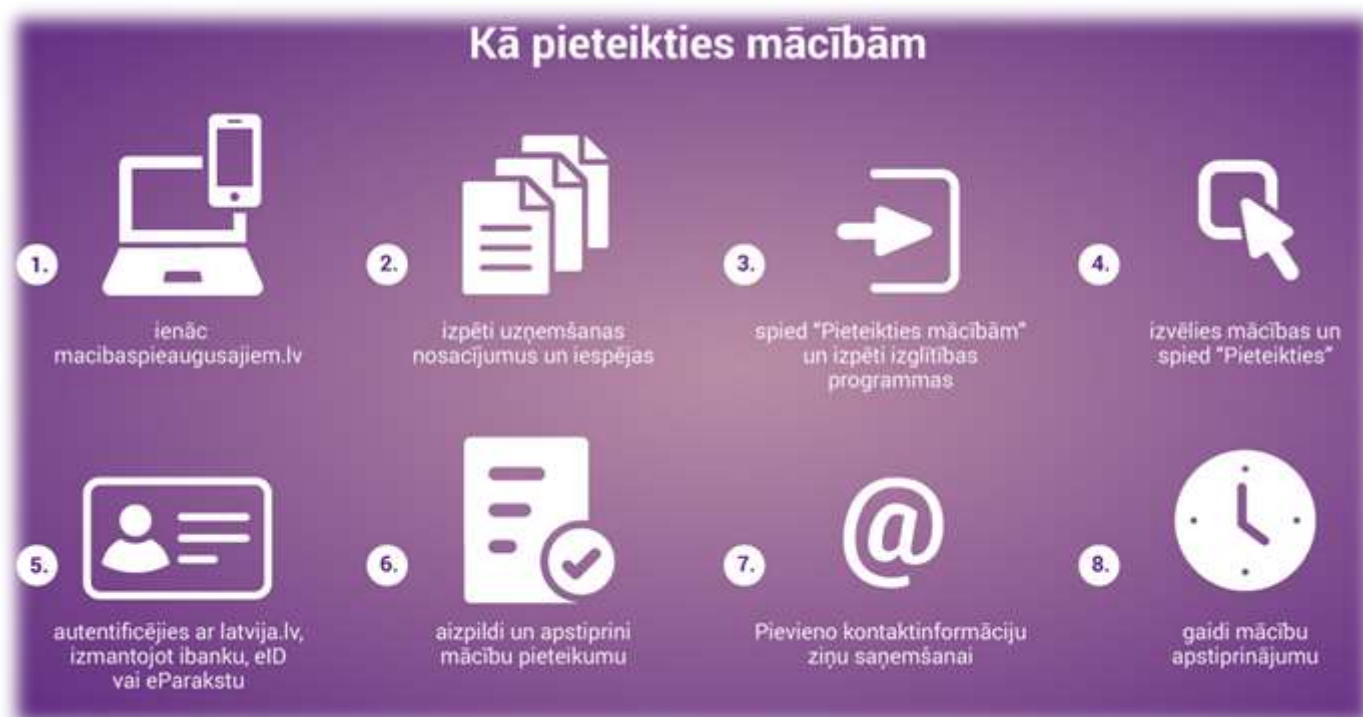 Kā pieteikties mācībām
1.
ienāc
macibaspieaugusajiem.lv
2.
izpēti uzņemšanas
nosacījumus un iespējas
3.
spied “Pieteikties mācībām”
un izpēti izglītības
programmas
4.
izvēlies mācības un
spied “Pieteikties”
5.
autentificējies ar latvija.lv,
izmantojot ibanku, eID
vai eParakstu
6.
aizpildi un apstiprini
mācību pieteikumu
7.
@
Pievieno kontaktinformāciju
ziņu saņemšanai
8.
gaidi mācību
apstiprinājumu